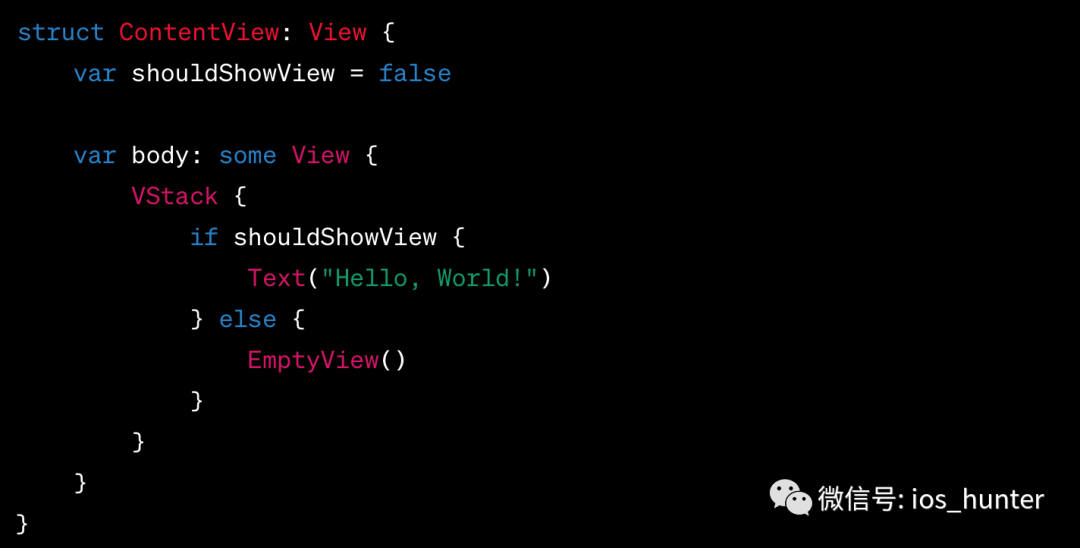 struct ContentView: View {
    var shouldShowView = false

    var body: some View {
        VStack {
            if shouldShowView {
                Text("Hello, World!")
            } else {
                EmptyView()
            }
        }
    }
}
微信号: ios_hunter